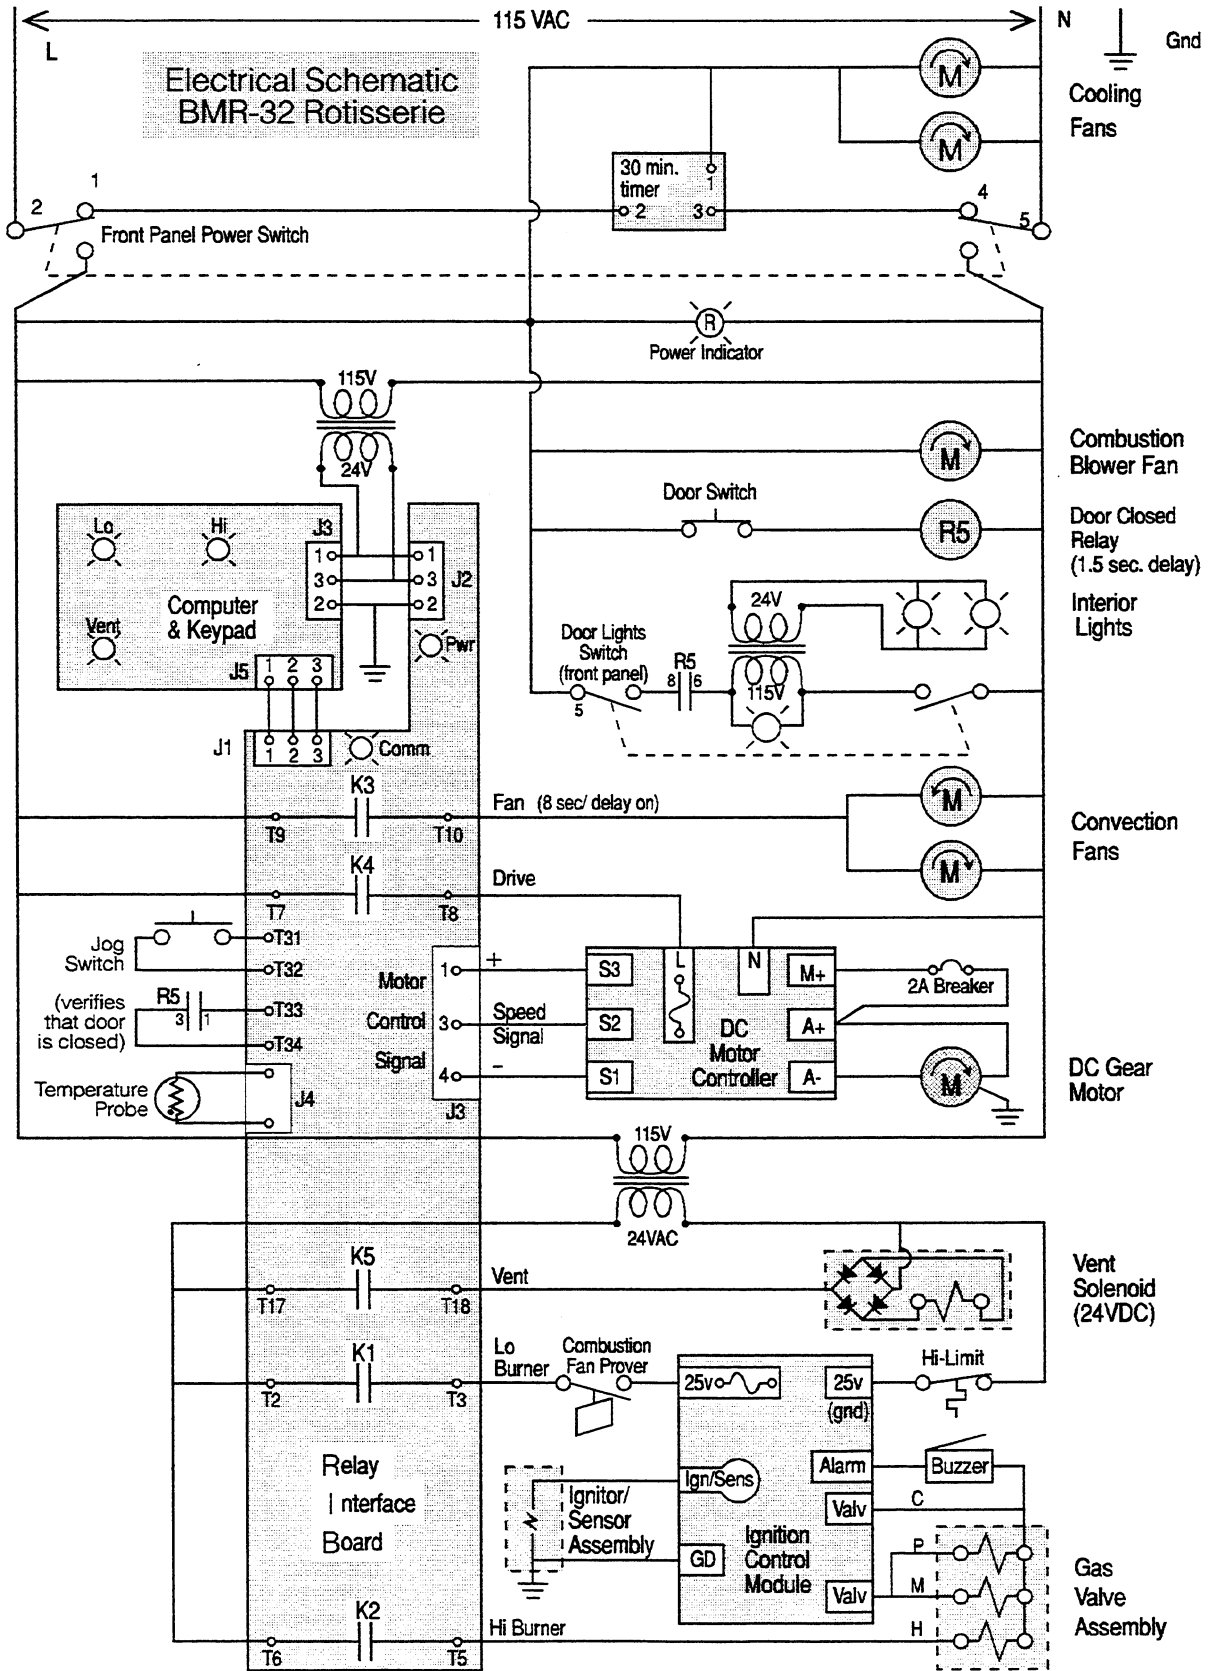 115 VAC
L
N
Gnd
Electrical Schematic
BMR-32 Rotisserie
M
Cooling
Fans
M
30 min.
timer
1
2
3
1
2
4
5
Front Panel Power Switch
R
Power Indicator
115V
24V
M
Combustion
Blower Fan
Door Switch
R5
Door Closed
Relay
(1.5 sec. delay)
Lo
Hi
J3
1
3
2
1
3
2
J2
Computer
& Keypad
Vent
Pwr
J5
1 2 3
J1
1 2 3
Comm
24V
Interior
Lights
Door Lights
Switch
(front panel)
5
R5
8 6
115V
K3
T9
T10
Fan (8 sec/ delay on)
M
Convection
Fans
M
K4
T7
T8
Drive
Jog
Switch
T31
T32
(verifies
that door
is closed)
R5
3 1
T33
T34
Temperature
Probe
J4
Motor
Control
Signal
1
3
4
J3
+
Speed
Signal
-
S3
S2
S1
L
N
DC
Motor
Controller
M+
A+
A-
2A Breaker
M
DC Gear
Motor
115V
24VAC
K5
T17
T18
Vent
Vent
Solenoid
(24VDC)
K1
T2
T3
Lo
Burner
Combustion
Fan Prover
25v
25v
(gnd)
Hi-Limit
Relay
Interface
Board
Ignitor/
Sensor
Assembly
Ign/Sens
GD
Ignition
Control
Module
Alarm
Buzzer
Valv
C
Valv
P
M
H
Gas
Valve
Assembly
K2
T6
T5
Hi Burner